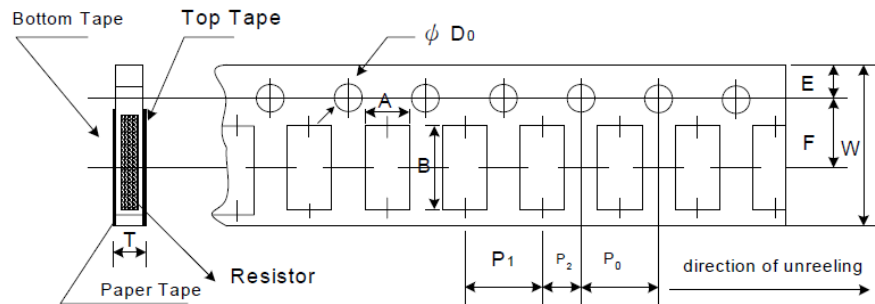 Bottom Tape
Top Tape
ψ D0
E
A
F
W
B
T
P1
P2
P0
direction of unreeling
Resistor
Paper Tape